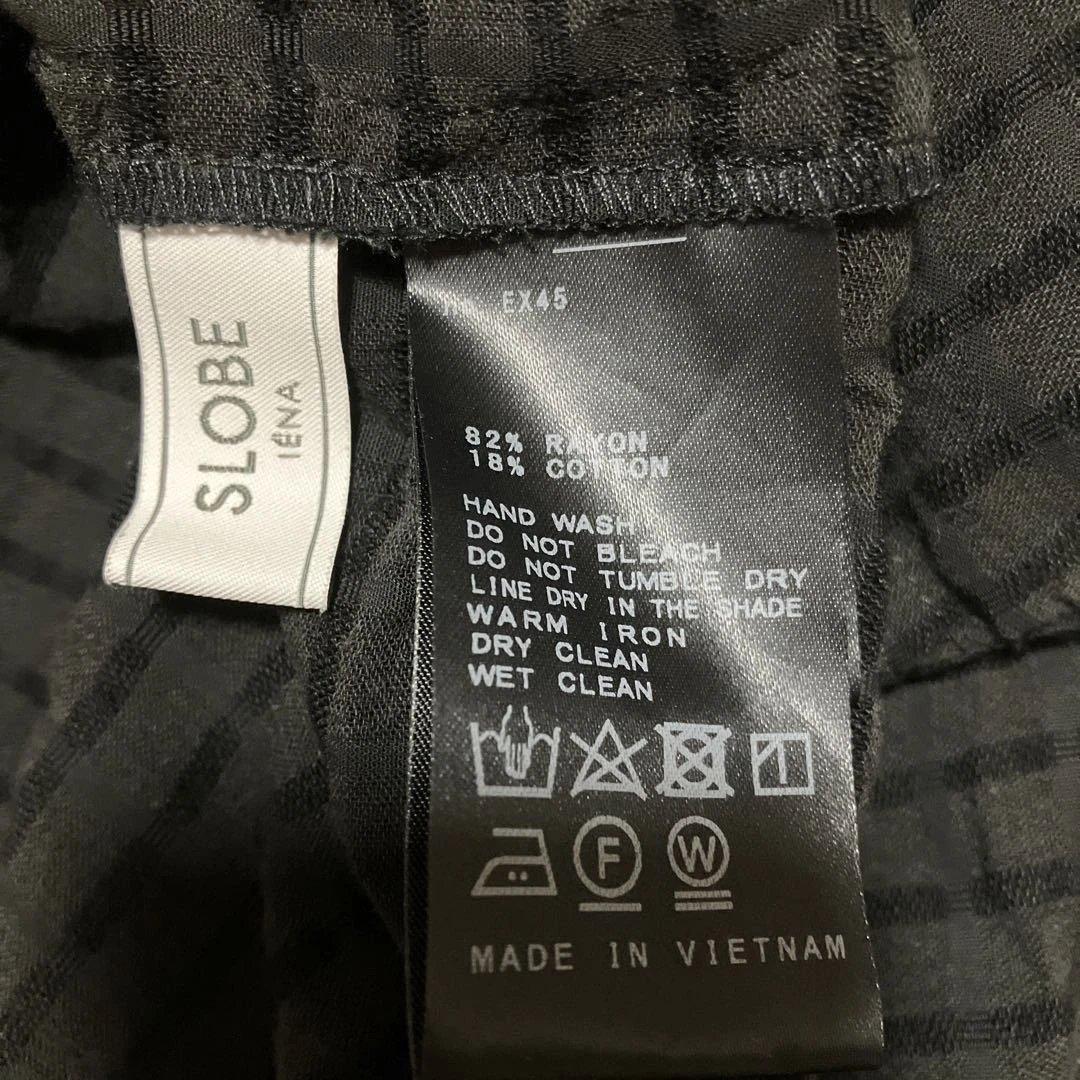 SLOBE
IÉNA
EX45
82% RAYON
18% COTTON
HAND WASH
DO NOT BLEACH
DO NOT TUMBLE DRY
LINE DRY IN THE SHADE
WARM IRON
DRY CLEAN
WET CLEAN
F
W
MADE IN VIETNAM